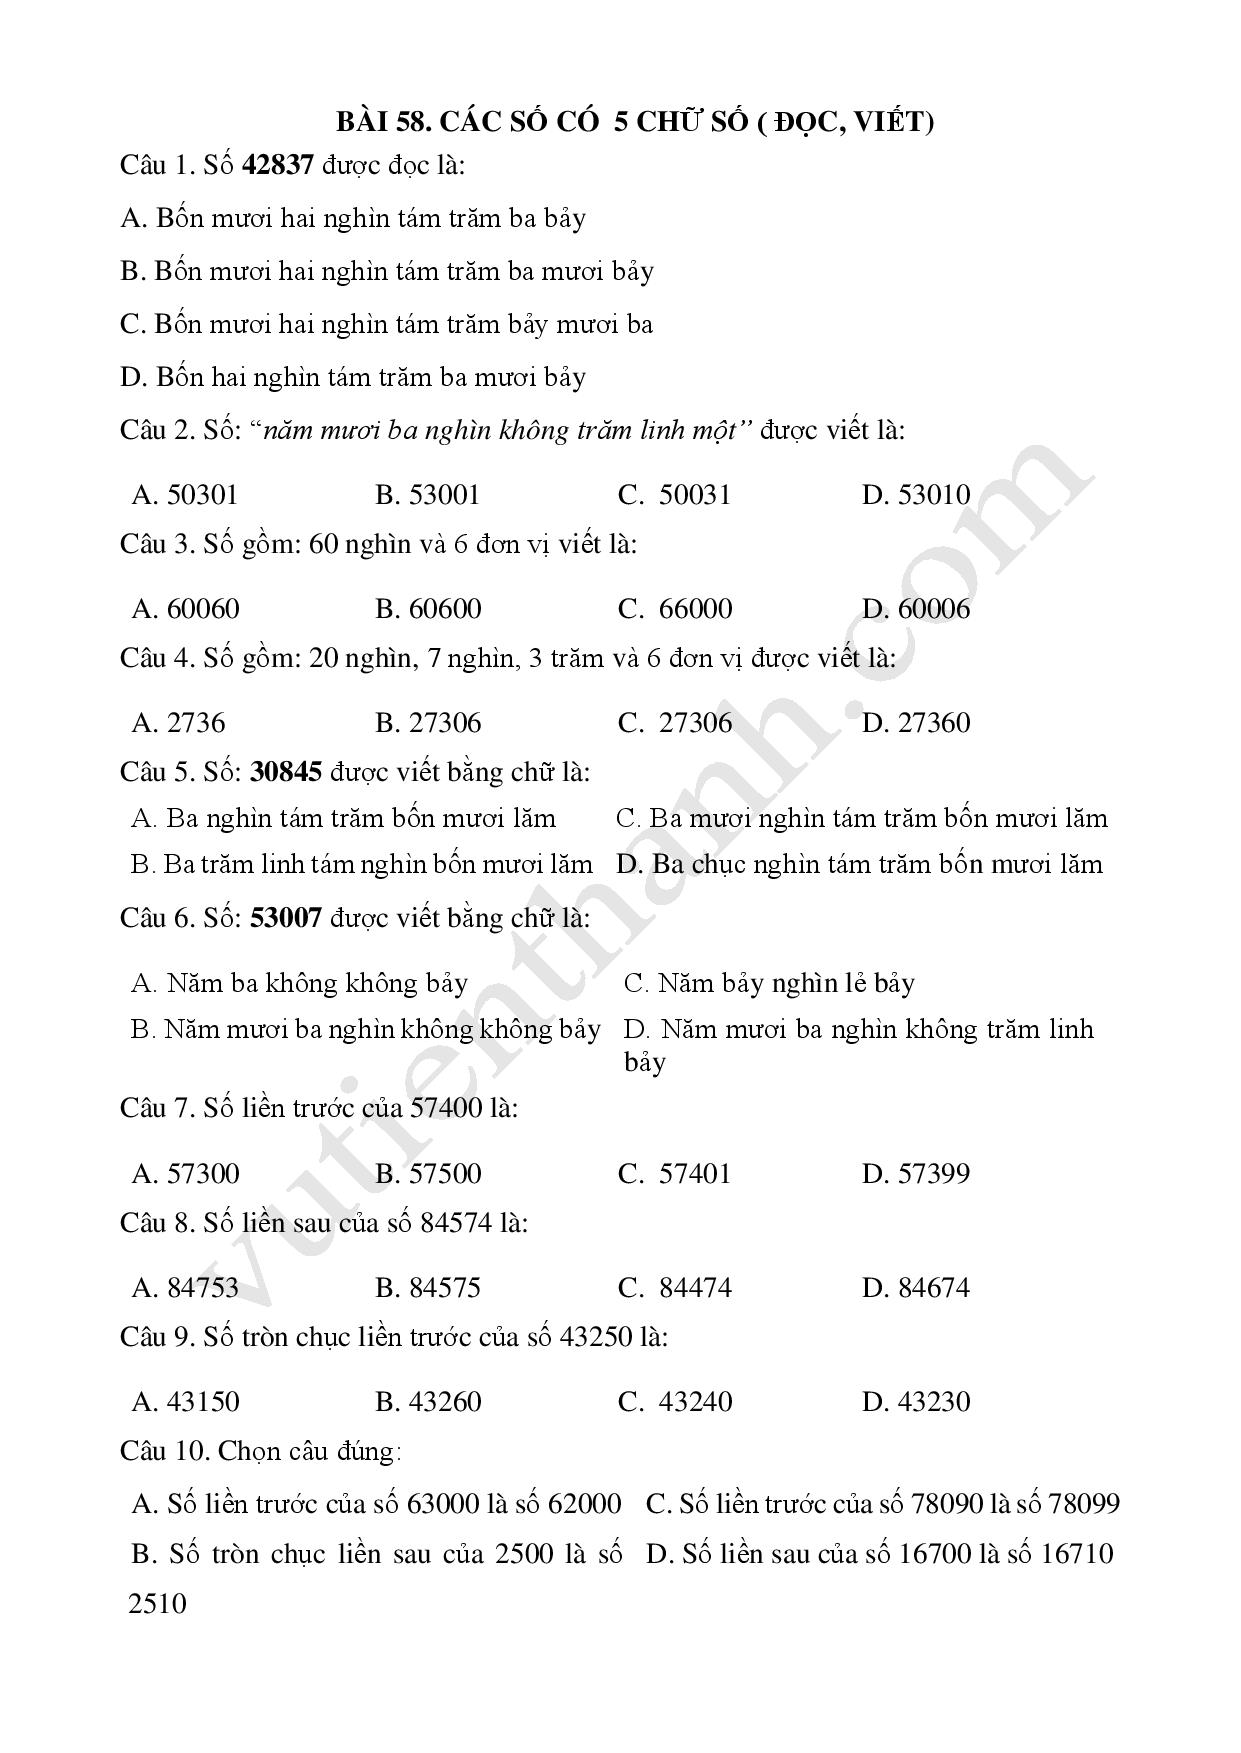 BÀI 58. CÁC SỐ CÓ 5 CHỮ SỐ ( ĐỌC, VIẾT)
Câu 1. Số 42837 được đọc là:
A. Bốn mươi hai nghìn tám trăm ba bảy
B. Bốn mươi hai nghìn tám trăm ba mươi bảy
C. Bốn mươi hai nghìn tám trăm bảy mươi ba
D. Bốn hai nghìn tám trăm ba mươi bảy
Câu 2. Số: “năm mươi ba nghìn không trăm linh một” được viết là:
A. 50301 B. 53001 C. 50031 D. 53010
Câu 3. Số gồm: 60 nghìn và 6 đơn vị viết là:
A. 60060 B. 60600 C. 66000 D. 60006
Câu 4. Số gồm: 20 nghìn, 7 nghìn, 3 trăm và 6 đơn vị được viết là:
A. 2736 B. 27306 C. 27306 D. 27360
Câu 5. Số: 30845 được viết bằng chữ là:
A. Ba nghìn tám trăm bốn mươi lăm C. Ba mươi nghìn tám trăm bốn mươi lăm
B. Ba trăm linh tám nghìn bốn mươi lăm D. Ba chục nghìn tám trăm bốn mươi lăm
Câu 6. Số: 53007 được viết bằng chữ là:
A. Năm ba không không bảy C. Năm bảy nghìn lẻ bảy
B. Năm mươi ba nghìn không không bảy D. Năm mươi ba nghìn không trăm linh
bảy
Câu 7. Số liền trước của 57400 là:
A. 57300 B. 57500 C. 57401 D. 57399
Câu 8. Số liền sau của số 84574 là:
A. 84753 B. 84575 C. 84474 D. 84674
Câu 9. Số tròn chục liền trước của số 43250 là:
A. 43150 B. 43260 C. 43240 D. 43230
Câu 10. Chọn câu đúng:
A. Số liền trước của số 63000 là số 62000 C. Số liền trước của số 78090 là số 78099
B. Số tròn chục liền sau của 2500 là số D. Số liền sau của số 16700 là số 16710
2510
vutienthanh.com